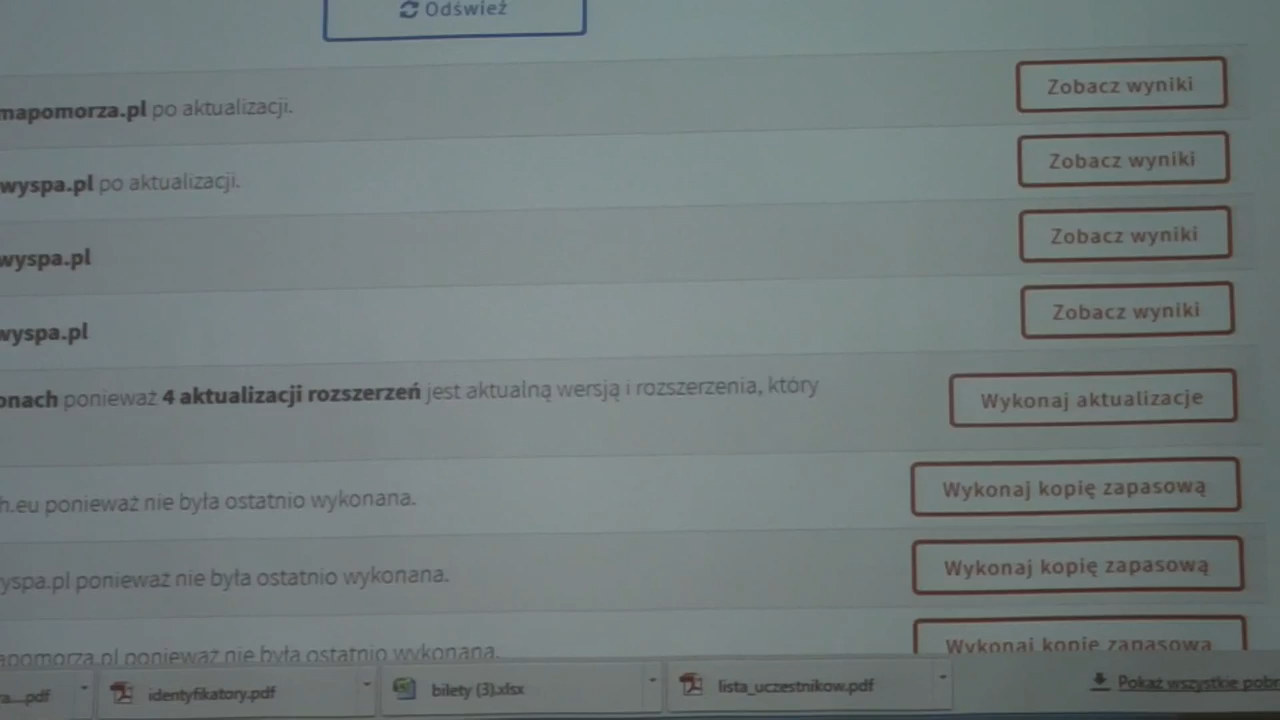 Odśwież
mapomorza.pl po aktualizacji. Zobacz wyniki
wyspa.pl po aktualizacji. Zobacz wyniki
wyspa.pl Zobacz wyniki
wyspa.pl Zobacz wyniki
onach ponieważ 4 aktualizacji rozszerzeń jest aktualną wersją i rozszerzenia, który Wykonaj aktualizacje
h.eu ponieważ nie była ostatnio wykonana. Wykonaj kopię zapasową
yspa.pl ponieważ nie była ostatnio wykonana. Wykonaj kopię zapasową
apomorza.pl ponieważ nie była ostatnio wykonana. Wykonaj kopię zapasową
ra....pdf identyfikatory.pdf bilety (3).xlsx lista_uczestnikow.pdf Pokaż wszystkie pobr